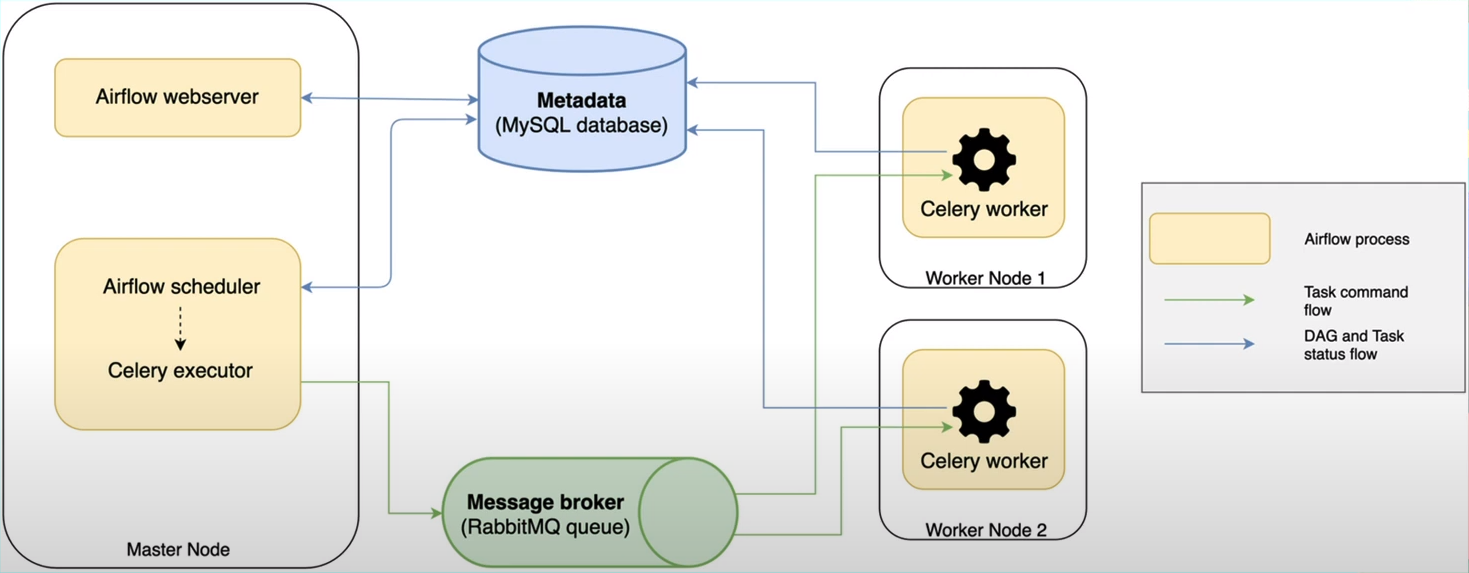 Airflow webserver
Airflow scheduler
Celery executor
Master Node
Metadata
(MySQL database)
Message broker
(RabbitMQ queue)
Celery worker
Worker Node 1
Celery worker
Worker Node 2
Airflow process
Task command
flow
DAG and Task
status flow